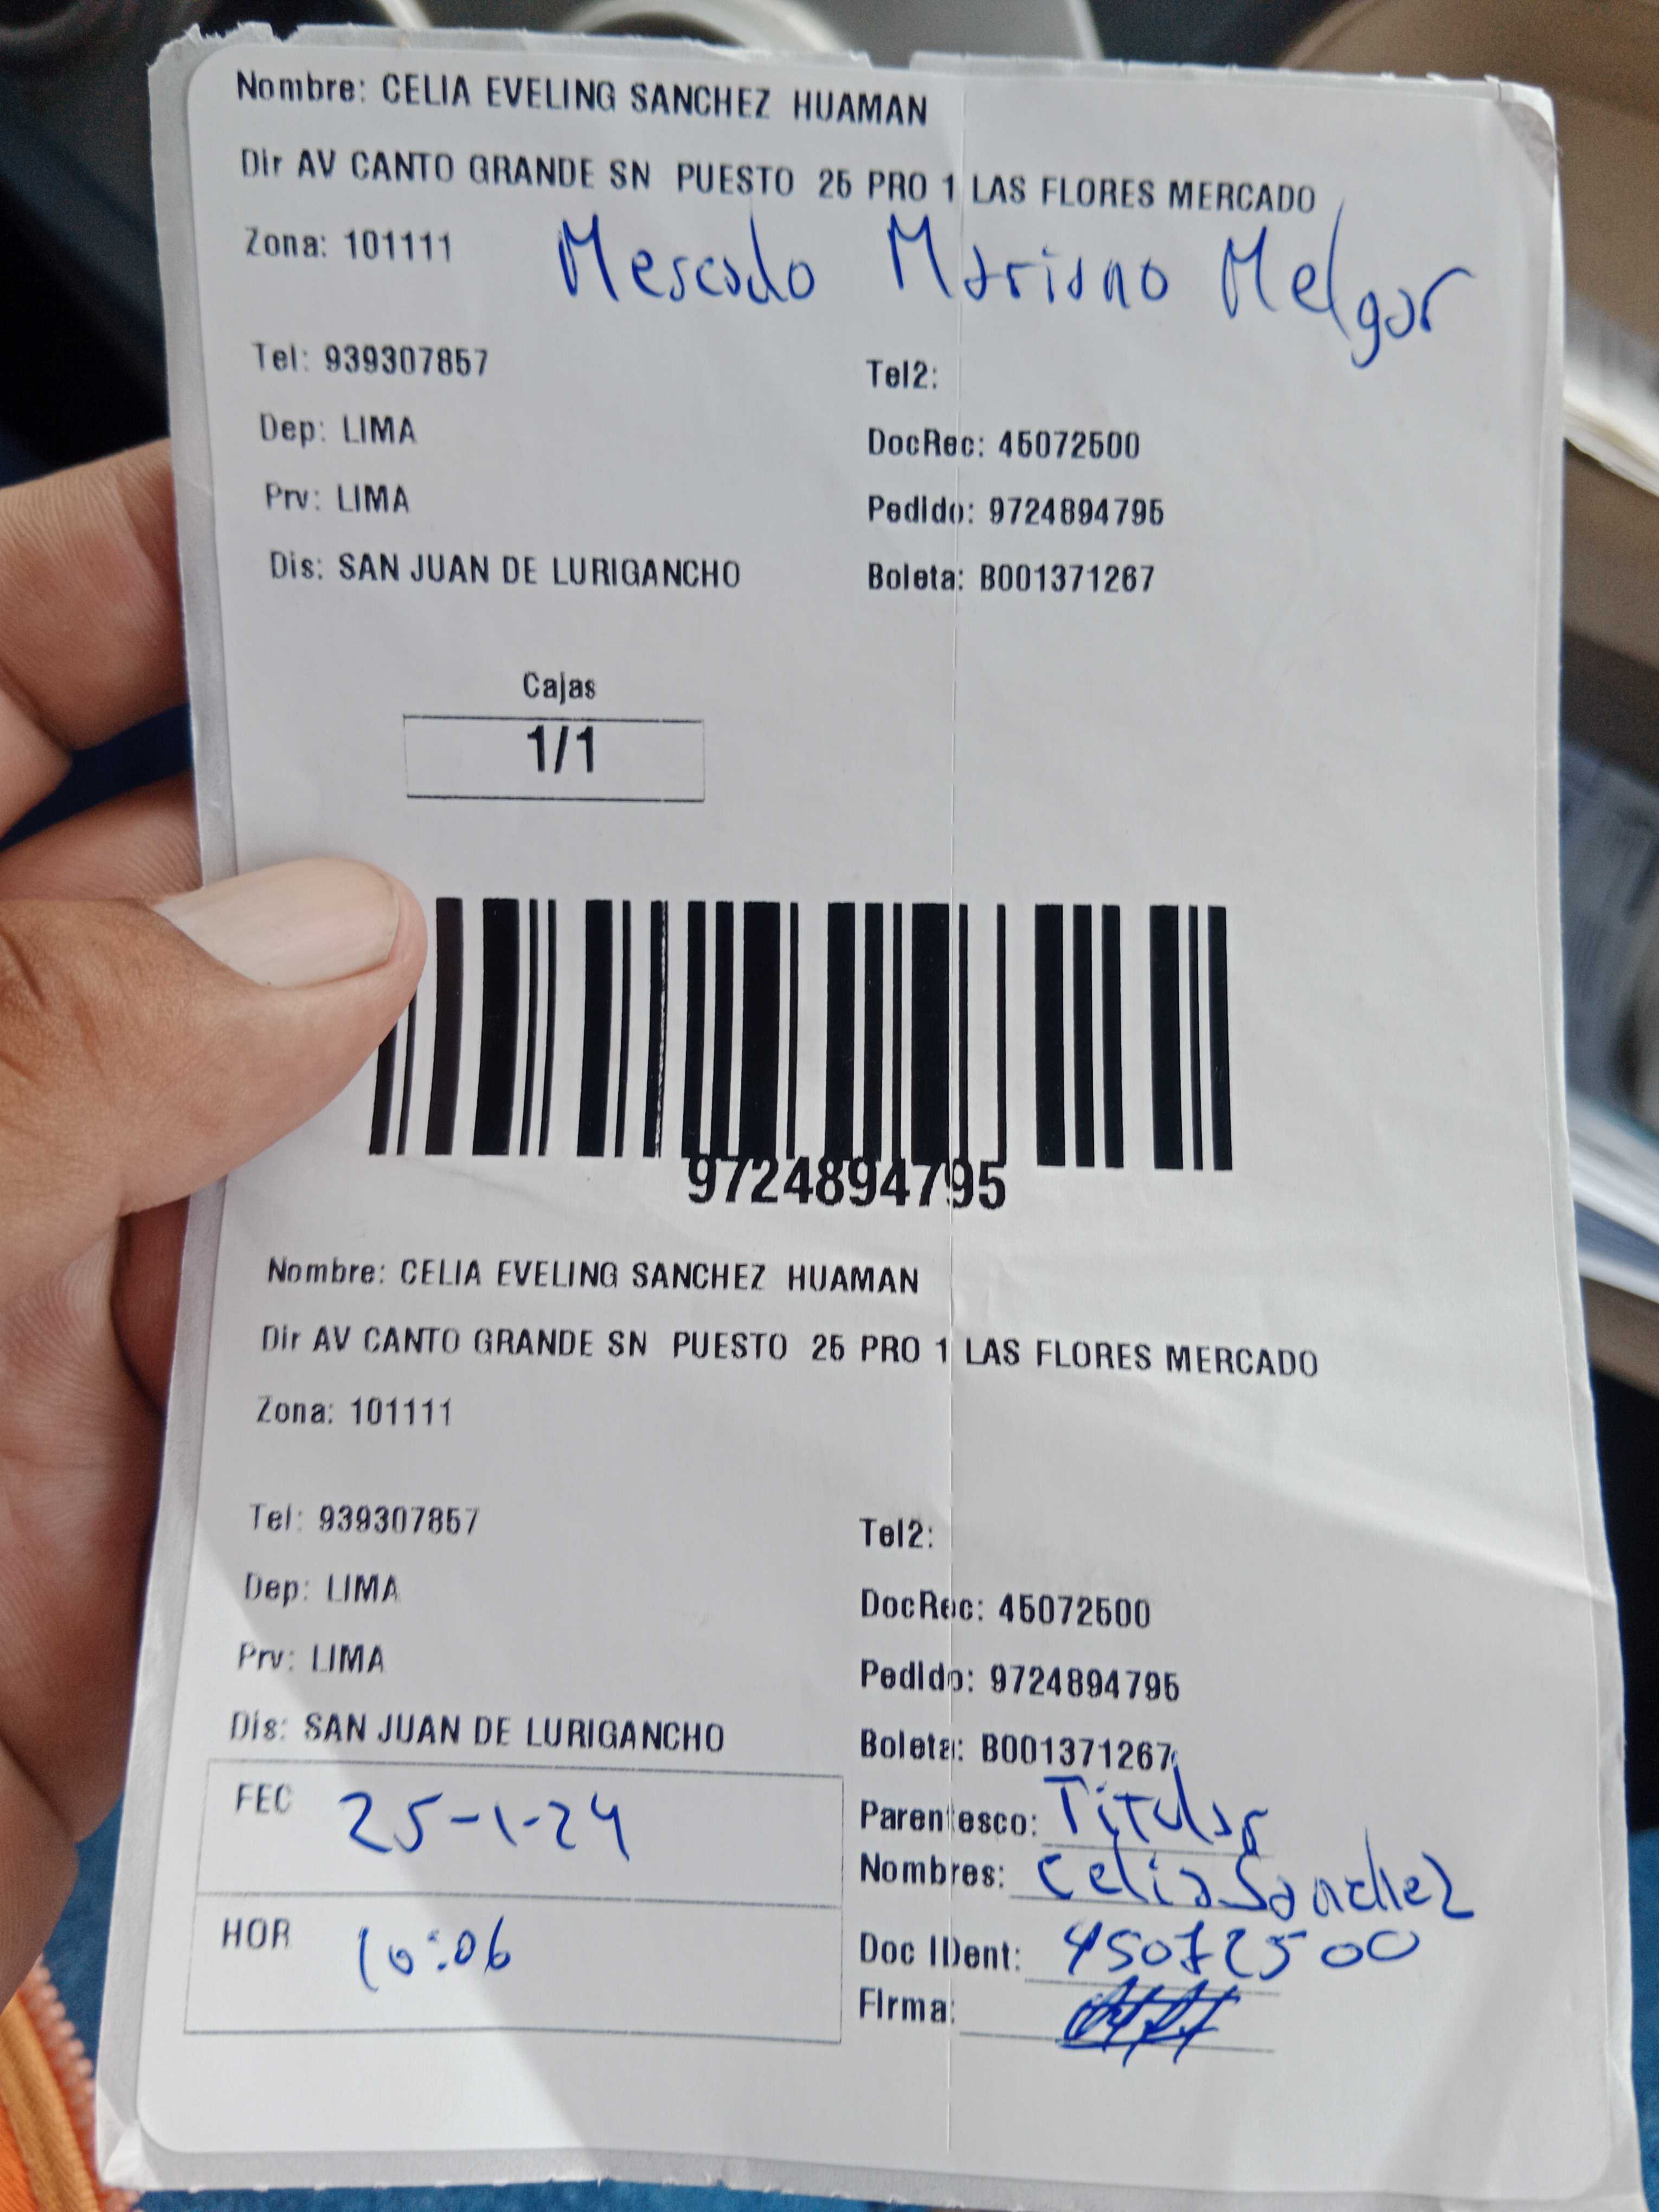 Nombre: CELIA EVELING SANCHEZ HUAMAN
Dir AV CANTO GRANDE SN PUESTO 25 PRO 1 LAS FLORES MERCADO
Zona: 101111
Mercado Mariano Melgar
Tel: 939307857 Tel2:
Dep: LIMA DocRec: 45072500
Prv: LIMA Pedido: 9724894795
Dis: SAN JUAN DE LURIGANCHO Boleta: B001371267
Cajas
1/1
9724894795
Nombre: CELIA EVELING SANCHEZ HUAMAN
Dir AV CANTO GRANDE SN PUESTO 25 PRO 1 LAS FLORES MERCADO
Zona: 101111
Tel: 939307857 Tel2:
Dep: LIMA DocRec: 45072500
Prv: LIMA Pedido: 9724894795
Dis: SAN JUAN DE LURIGANCHO Boleta: B001371267
FEC 25-1-24 Parentesco: Titular
Nombres: Celia Sanchez
HOR 10:06 Doc IDent: 45072500
Firma: